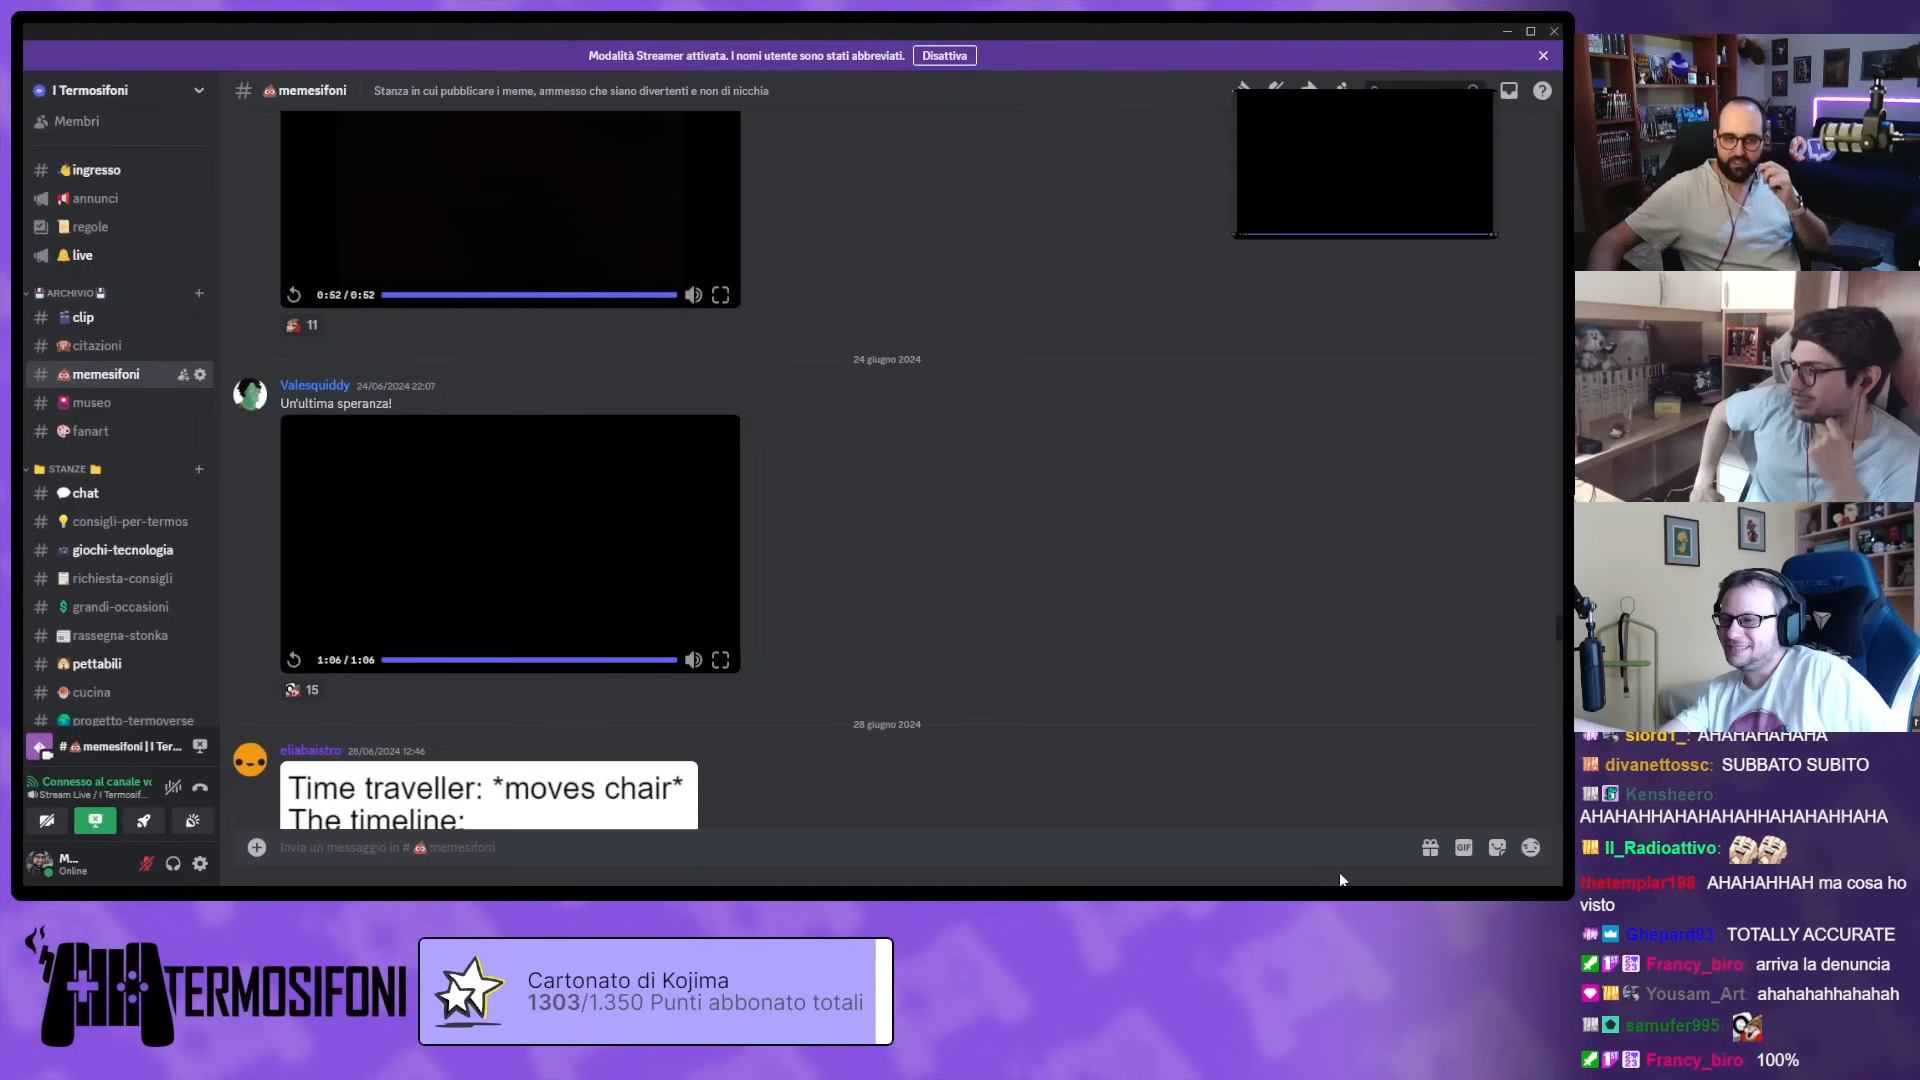 Modalità Streamer attivata. I nomi utente sono stati abbreviati. Disattiva
I Termosifoni
Membri
ingresso
annunci
regole
live
ARCHIVIO
clip
citazioni
memesifoni
museo
fanart
STANZE
chat
consigli-per-termos
giochi-tecnologia
richiesta-consigli
grandi-occasioni
rassegna-stonka
pettabili
cucina
progetto-termoverse
# memesifoni | I Ter...
Connesso al canale vo
Stream Live / I Termosif...
M...
Online
memesifoni Stanza in cui pubblicare i meme, ammesso che siano divertenti e non di nicchia
0:52 / 0:52
11
24 giugno 2024
Valesquiddy 24/06/2024 22:07
Un'ultima speranza!
1:06 / 1:06
15
28 giugno 2024
eliabaistro 28/06/2024 12:46
Time traveller: *moves chair*
The timeline:
Invia un messaggio in # memesifoni
GIF
TERMOSIFONI
Cartonato di Kojima
1303/1.350 Punti abbonato totali
slord1_: AHAHAHAHAHA
divanettossc: SUBBATO SUBITO
Kensheero:
AHAHAHHAHAHAHAHHAHAHAHHAHA
Il_Radioattivo:
thetemplar198 AHAHAHHAH ma cosa ho
visto
Ghepard93 TOTALLY ACCURATE
Francy_biro: arriva la denuncia
Yousam_Art: ahahahahhahahah
samufer995:
Francy_biro: 100%